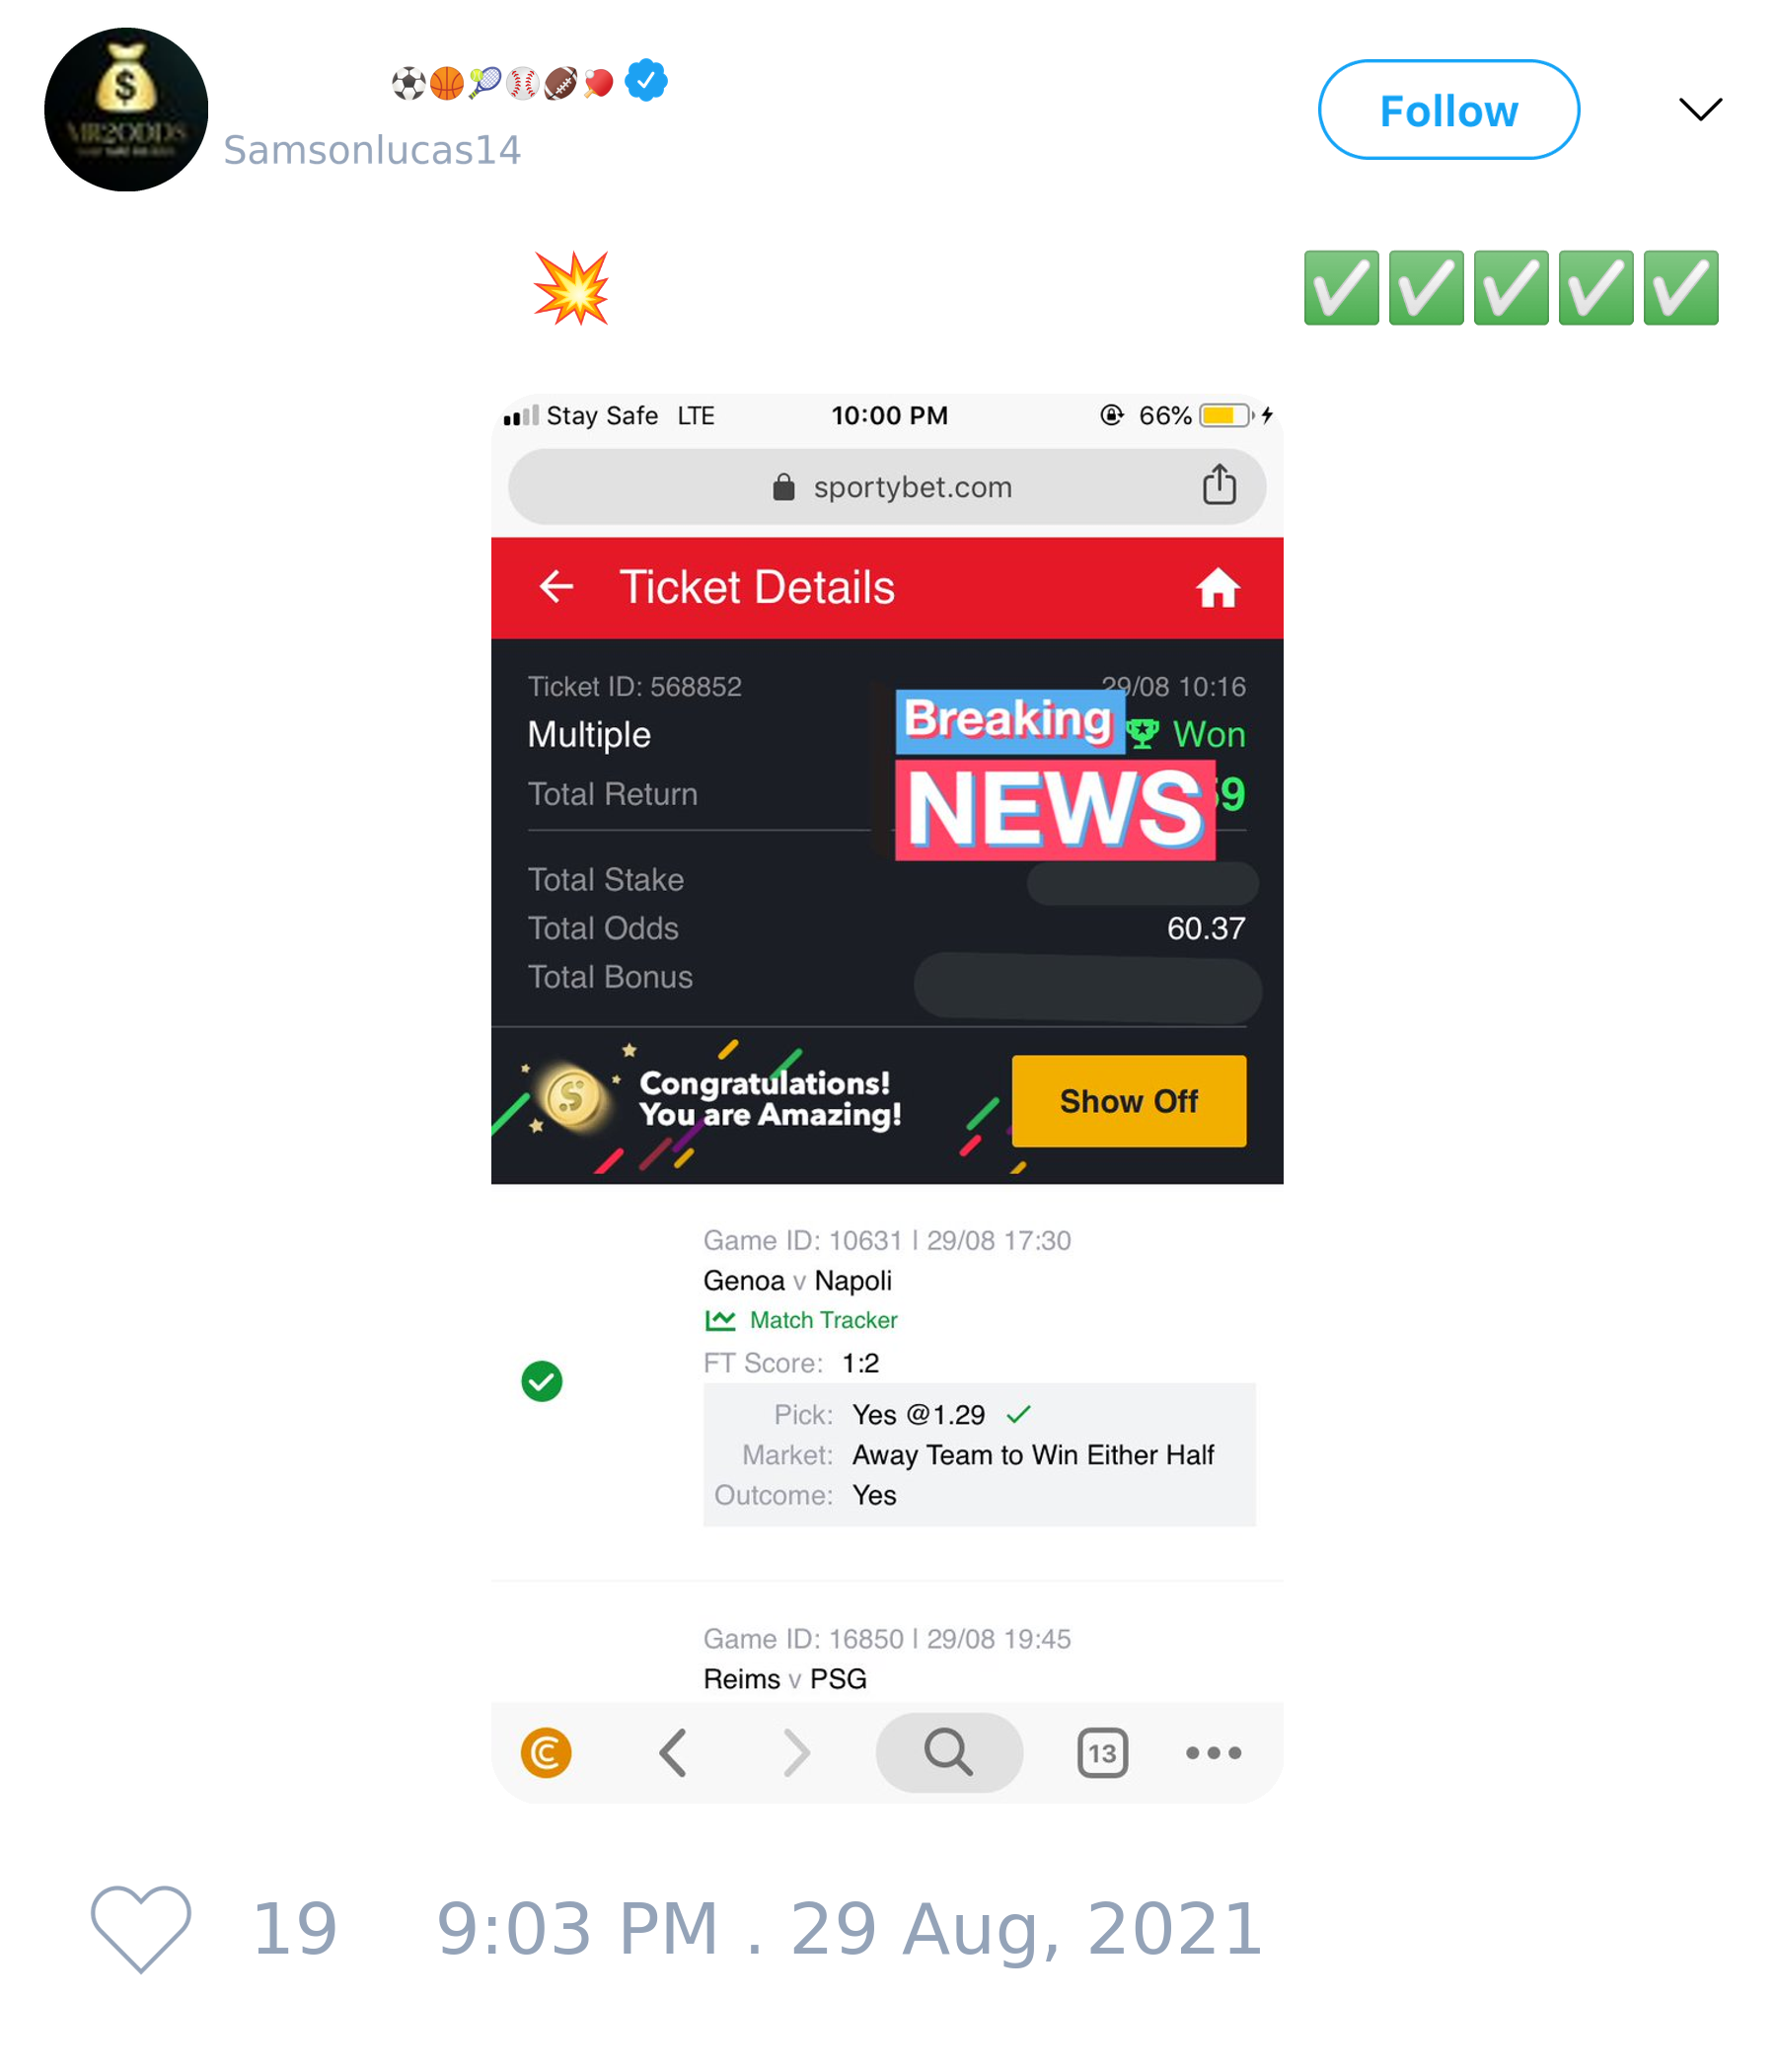 MR2ODDS
⚽🏀🎾⚾🏈🏓
Samsonlucas14
Follow
💥 ✅✅✅✅✅
Stay Safe LTE 10:00 PM 66%
sportybet.com
Ticket Details
Ticket ID: 568852 29/08 10:16
Multiple Won
Breaking
NEWS
Total Return 9
Total Stake
Total Odds 60.37
Total Bonus
Congratulations!
You are Amazing!
Show Off
Game ID: 10631 | 29/08 17:30
Genoa v Napoli
Match Tracker
FT Score: 1:2
Pick: Yes @1.29
Market: Away Team to Win Either Half
Outcome: Yes
Game ID: 16850 | 29/08 19:45
Reims v PSG
13
19 9:03 PM . 29 Aug, 2021